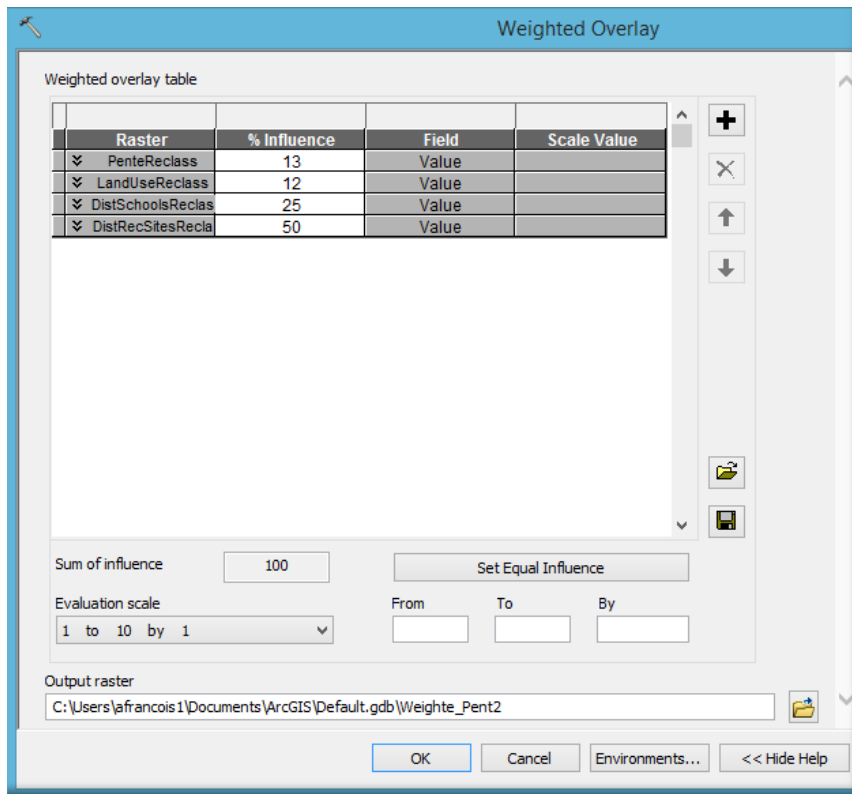 Weighted Overlay
Weighted overlay table
Raster % Influence Field Scale Value
PenteReclass 13 Value
LandUseReclass 12 Value
DistSchoolsReclas 25 Value
DistRecSitesRecla 50 Value
Sum of influence 100 Set Equal Influence
Evaluation scale From To By
1 to 10 by 1
Output raster
C:\Users\afrancois1\Documents\ArcGIS\Default.gdb\Weighte_Pent2
OK Cancel Environments... << Hide Help